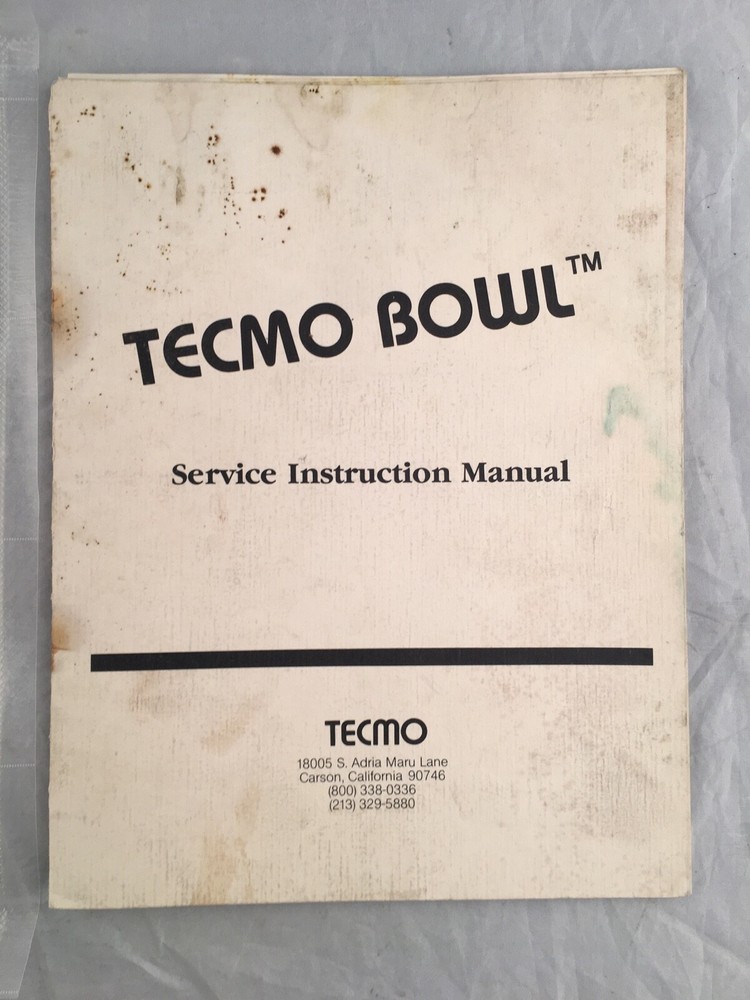 TECMO BOWL™
Service Instruction Manual
TECMO
18005 S. Adria Maru Lane
Carson, California 90746
(800) 338-0336
(213) 329-5880